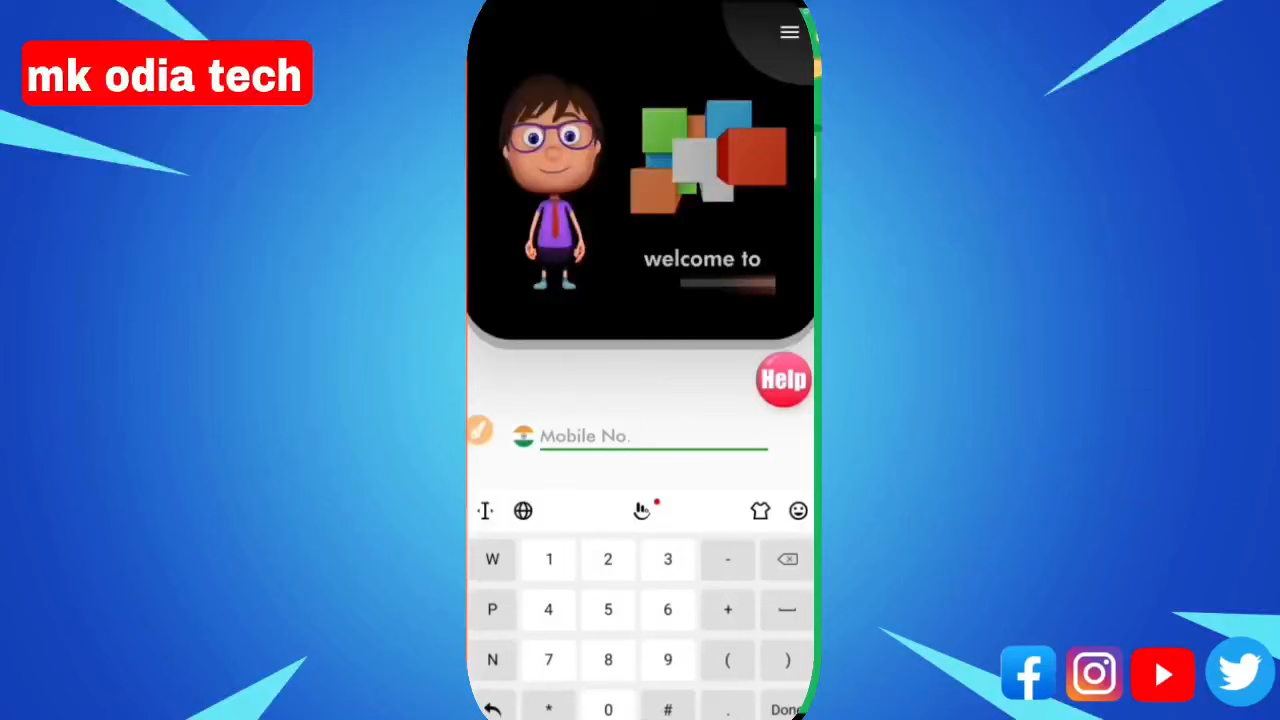 mk odia tech
welcome to
Help
Mobile No.
W 1 2 3 -
P 4 5 6 +
N 7 8 9 ( )
* 0 # . Done